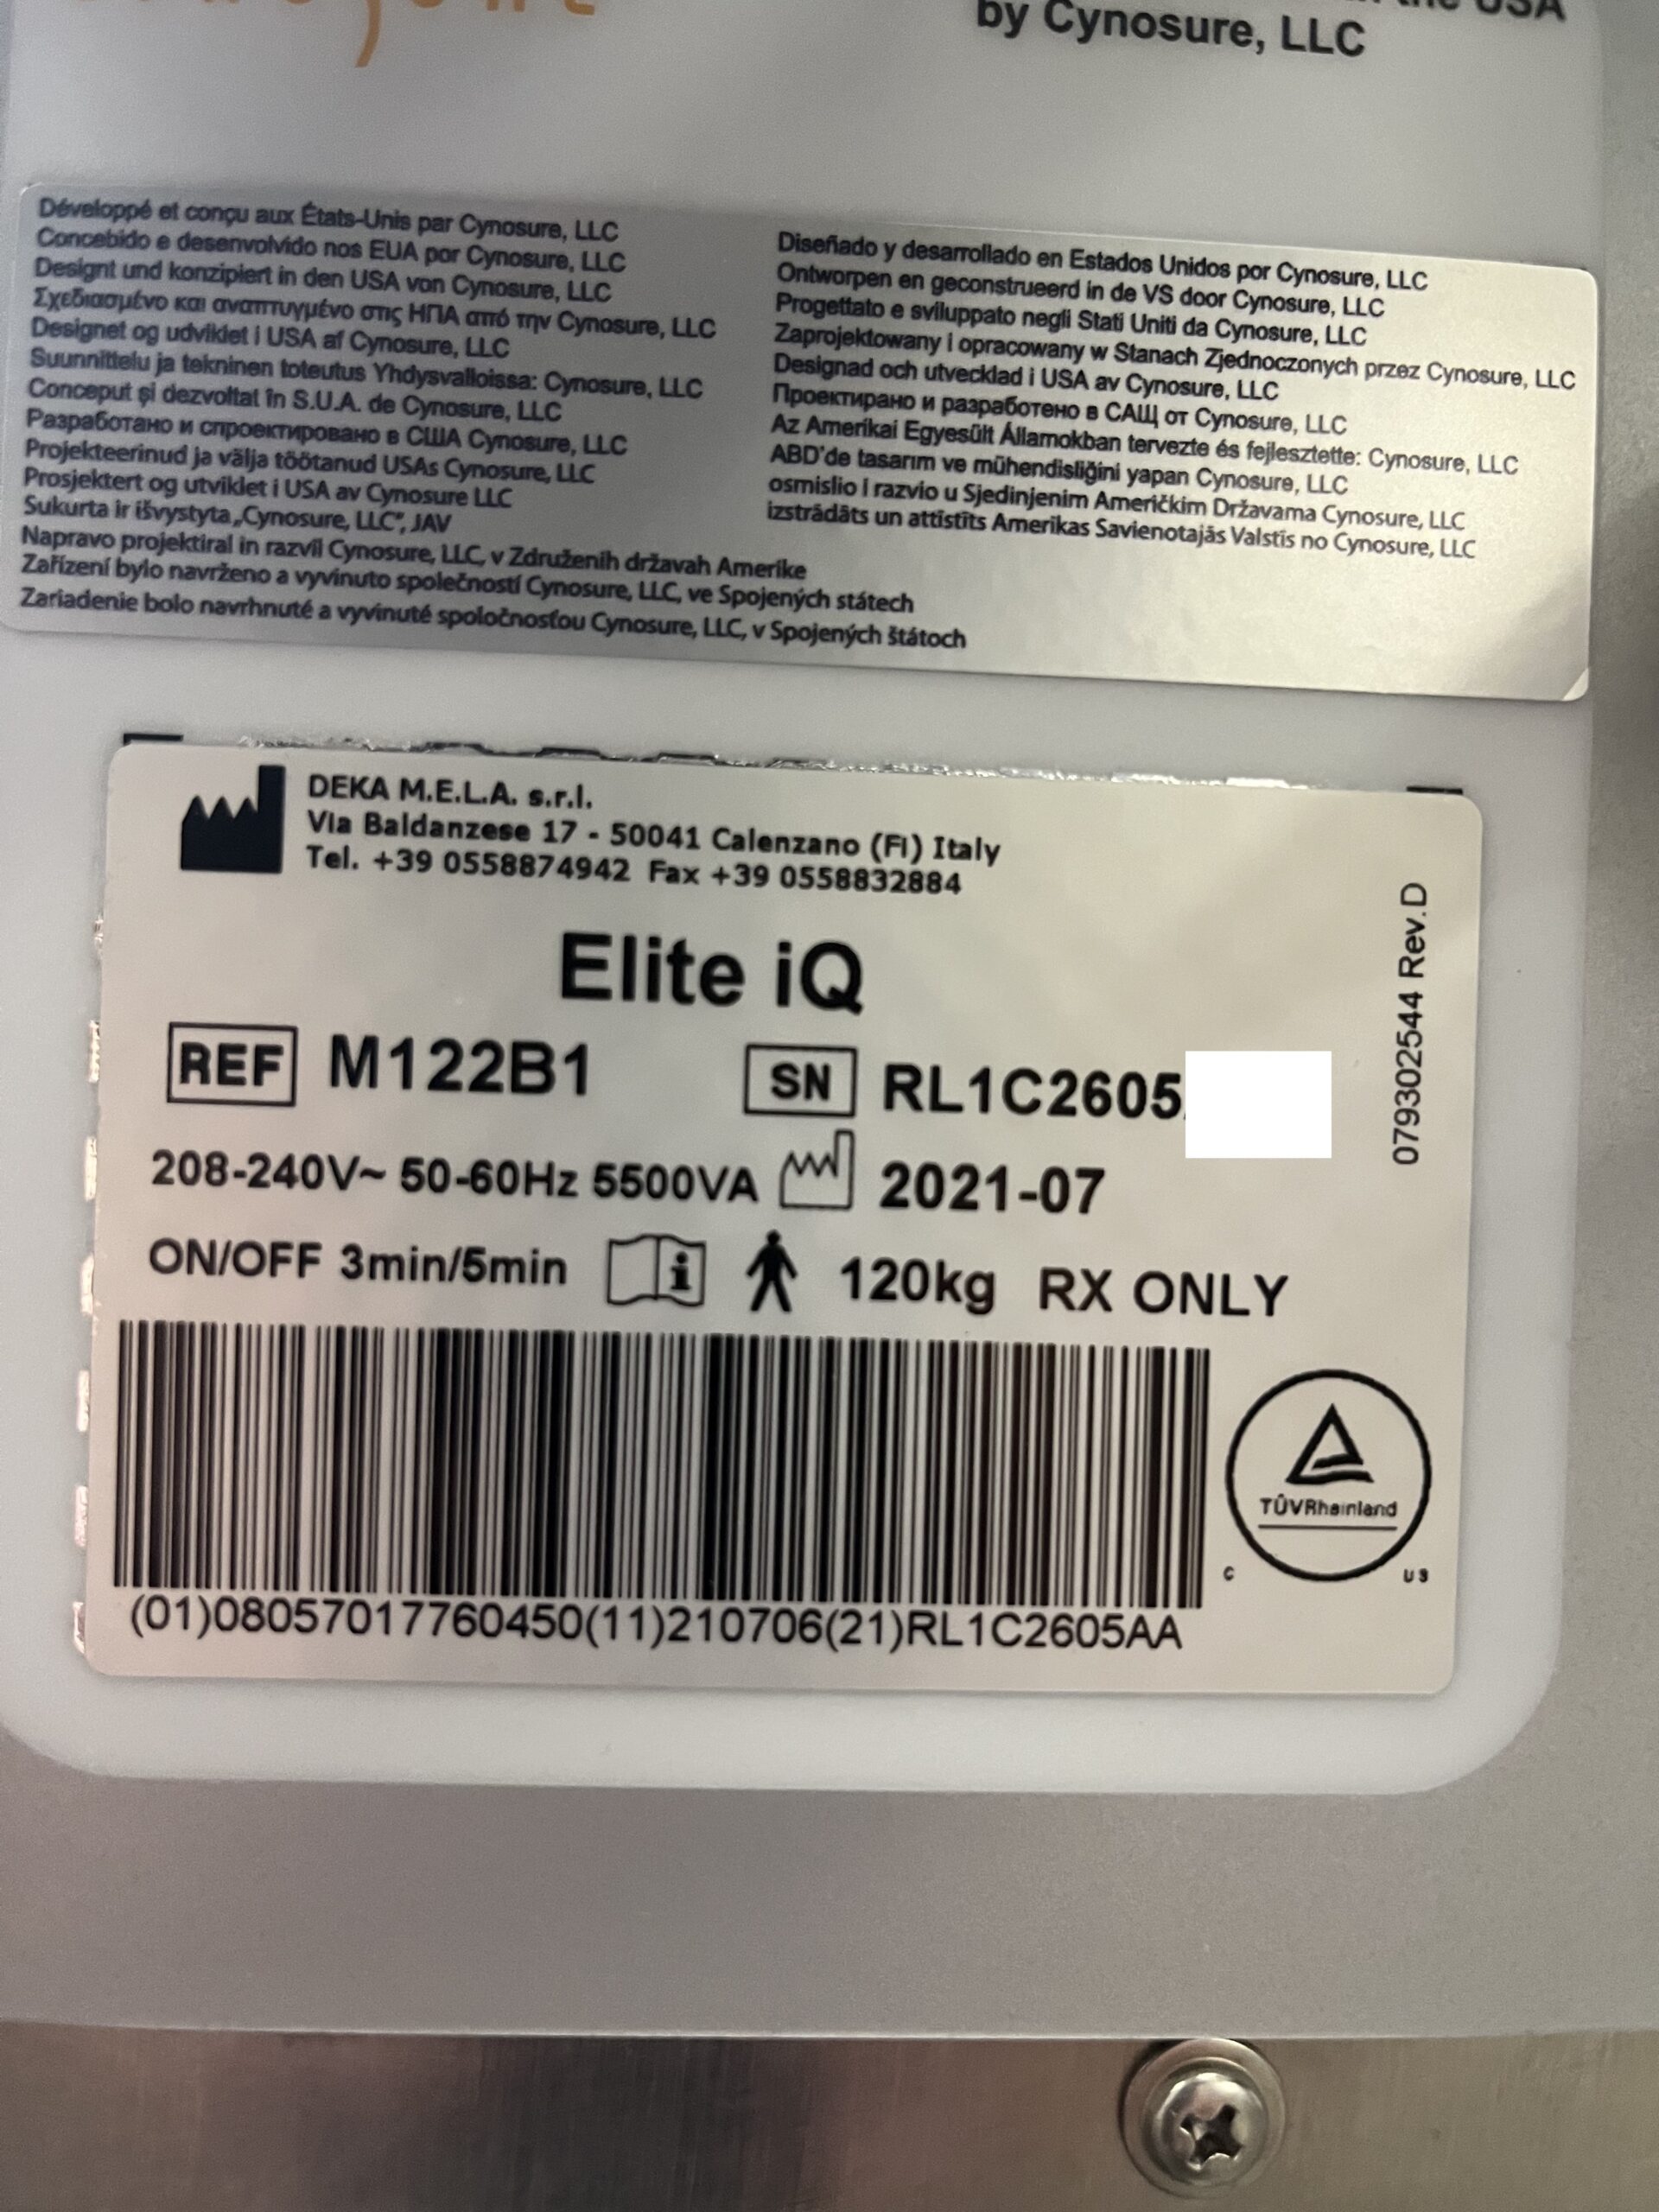 the USA
by Cynosure, LLC
Développé et conçu aux États-Unis par Cynosure, LLC
Concebido e desenvolvido nos EUA por Cynosure, LLC
Designt und konzipiert in den USA von Cynosure, LLC
Σχεδιασμένο και αναπτυγμένο στις ΗΠΑ από την Cynosure, LLC
Designet og udviklet i USA af Cynosure, LLC
Suunnittelu ja tekninen toteutus Yhdysvalloissa: Cynosure, LLC
Conceput și dezvoltat în S.U.A. de Cynosure, LLC
Разработано и спроектировано в США Cynosure, LLC
Projekteerinud ja välja töötanud USAs Cynosure, LLC
Prosjektert og utviklet i USA av Cynosure LLC
Sukurta ir išvystyta „Cynosure, LLC“, JAV
Napravo projektiral in razvil Cynosure, LLC, v Združenih državah Amerike
Zařízení bylo navrženo a vyvinuto společností Cynosure, LLC, ve Spojených státech
Zariadenie bolo navrhnuté a vyvinuté spoločnosťou Cynosure, LLC, v Spojených štátoch
Diseñado y desarrollado en Estados Unidos por Cynosure, LLC
Ontworpen en geconstrueerd in de VS door Cynosure, LLC
Progettato e sviluppato negli Stati Uniti da Cynosure, LLC
Zaprojektowany i opracowany w Stanach Zjednoczonych przez Cynosure, LLC
Designad och utvecklad i USA av Cynosure, LLC
Проектирано и разработено в САЩ от Cynosure, LLC
Az Amerikai Egyesült Államokban tervezte és fejlesztette: Cynosure, LLC
ABD'de tasarım ve mühendisliğini yapan Cynosure, LLC
osmislio i razvio u Sjedinjenim Američkim Državama Cynosure, LLC
izstrādāts un attīstīts Amerikas Savienotajās Valstīs no Cynosure, LLC
DEKA M.E.L.A. s.r.l.
Via Baldanzese 17 - 50041 Calenzano (FI) Italy
Tel. +39 0558874942 Fax +39 0558832884
Elite iQ
REF M122B1 SN RL1C2605
208-240V~ 50-60Hz 5500VA 2021-07
ON/OFF 3min/5min i 120kg RX ONLY
079302544 Rev.D
(01)08057017760450(11)210706(21)RL1C2605AA
TÜVRheinland
C US